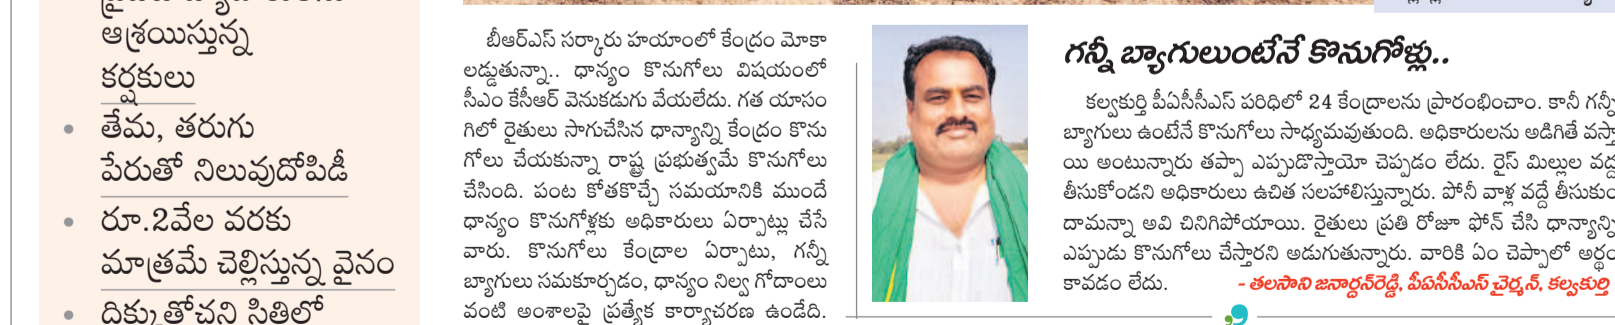 ఆశ్రయిస్తున్న
కర్షకులు
• తేమ, తరుగు
పేరుతో నిలువుదోపిడీ
• రూ.2వేల వరకు
మాత్రమే చెల్లిస్తున్న వైనం
• దిక్కుతోచని స్థితిలో
బీఆర్ఎస్ సర్కారు హయాంలో కేంద్రం మోకా
లడ్డుతున్నా.. ధాన్యం కొనుగోలు విషయంలో
సీఎం కేసీఆర్ వెనుకడుగు వేయలేదు. గత యాసం
గిలో రైతులు సాగుచేసిన ధాన్యాన్ని కేంద్రం కొను
గోలు చేయకున్నా రాష్ట్ర ప్రభుత్వమే కొనుగోలు
చేసింది. పంట కోతకొచ్చే సమయానికి ముందే
ధాన్యం కొనుగోళ్లకు అధికారులు ఏర్పాట్లు చేసే
వారు. కొనుగోలు కేంద్రాల ఏర్పాటు, గన్నీ
బ్యాగులు సమకూర్చడం, ధాన్యం నిల్వ గోదాంలు
వంటి అంశాలపై ప్రత్యేక కార్యాచరణ ఉండేది.
గన్నీ బ్యాగులుంటేనే కొనుగోళ్లు..
కల్వకుర్తి పీఏసీసీఎస్ పరిధిలో 24 కేంద్రాలను ప్రారంభించాం. కానీ గన్నీ
బ్యాగులు ఉంటేనే కొనుగోలు సాధ్యమవుతుంది. అధికారులను అడిగితే వస్తా
యి అంటున్నారు తప్పా ఎప్పుడొస్తాయో చెప్పడం లేదు. రైస్ మిల్లుల వద్ద
తీసుకోండని అధికారులు ఉచిత సలహాలిస్తున్నారు. పోనీ వాళ్ల వద్దే తీసుకుం
దామన్నా అవి చినిగిపోయాయి. రైతులు ప్రతి రోజూ ఫోన్ చేసి ధాన్యాన్ని
ఎప్పుడు కొనుగోలు చేస్తారని అడుగుతున్నారు. వారికి ఏం చెప్పాలో అర్థం
కావడం లేదు.
- తలసాని జనార్దన్‌రెడ్డి, పీఏసీసీఎస్ చైర్మన్, కల్వకుర్తి